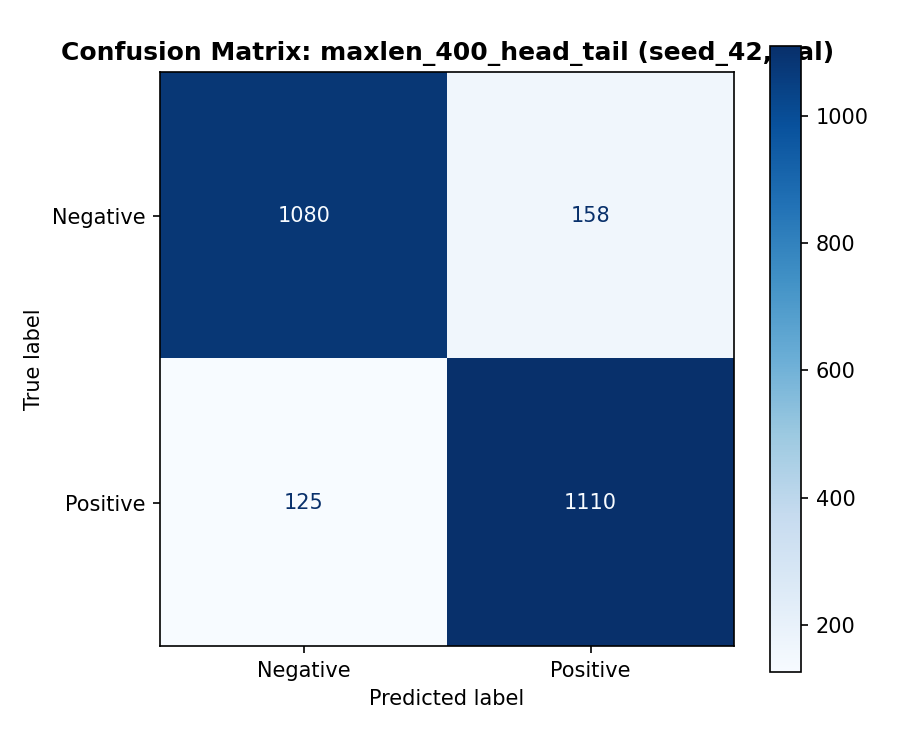 Confusion Matrix: maxlen_400_head_tail (seed_42, al)
1000
Negative
1080
158
800
True label
600
Positive
125
1110
400
200
Negative
Positive
Predicted label